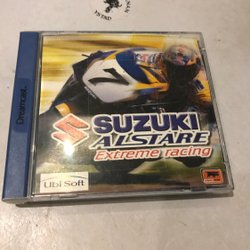 Dreamcast
7
SUZUKI
ALSTARE
Extreme racing
Ubi Soft